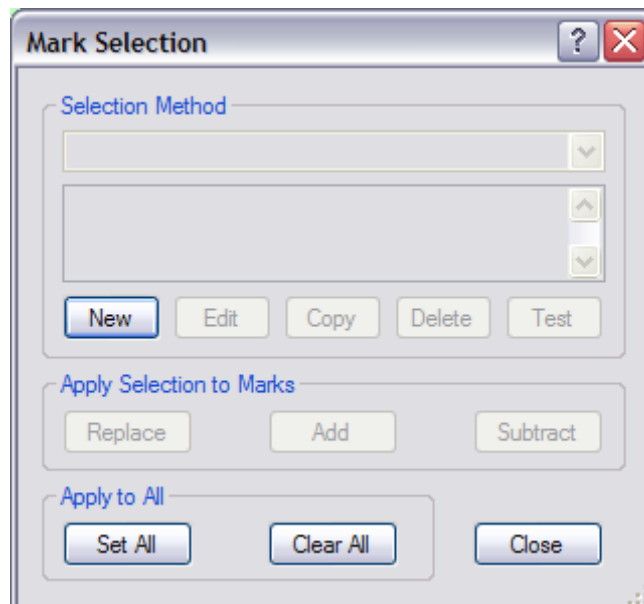 Mark Selection ?
Selection Method
New Edit Copy Delete Test
Apply Selection to Marks
Replace Add Subtract
Apply to All
Set All Clear All Close